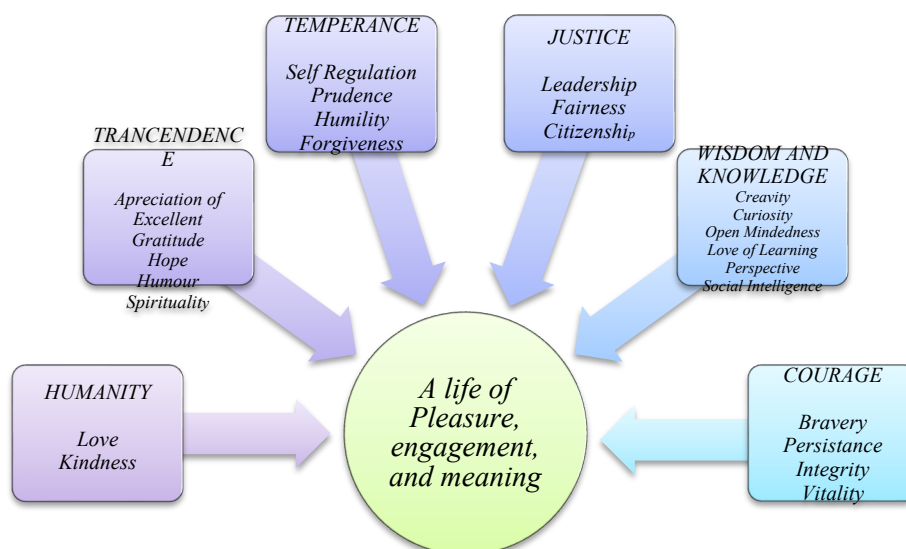 TEMPERANCE
Self Regulation
Prudence
Humility
Forgiveness
JUSTICE
Leadership
Fairness
Citizenship
TRANCENDENC
E
Apreciation of
Excellent
Gratitude
Hope
Humour
Spirituality
WISDOM AND
KNOWLEDGE
Creavity
Curiosity
Open Mindedness
Love of Learning
Perspective
Social Intelligence
HUMANITY
Love
Kindness
A life of
Pleasure,
engagement,
and meaning
COURAGE
Bravery
Persistance
Integrity
Vitality